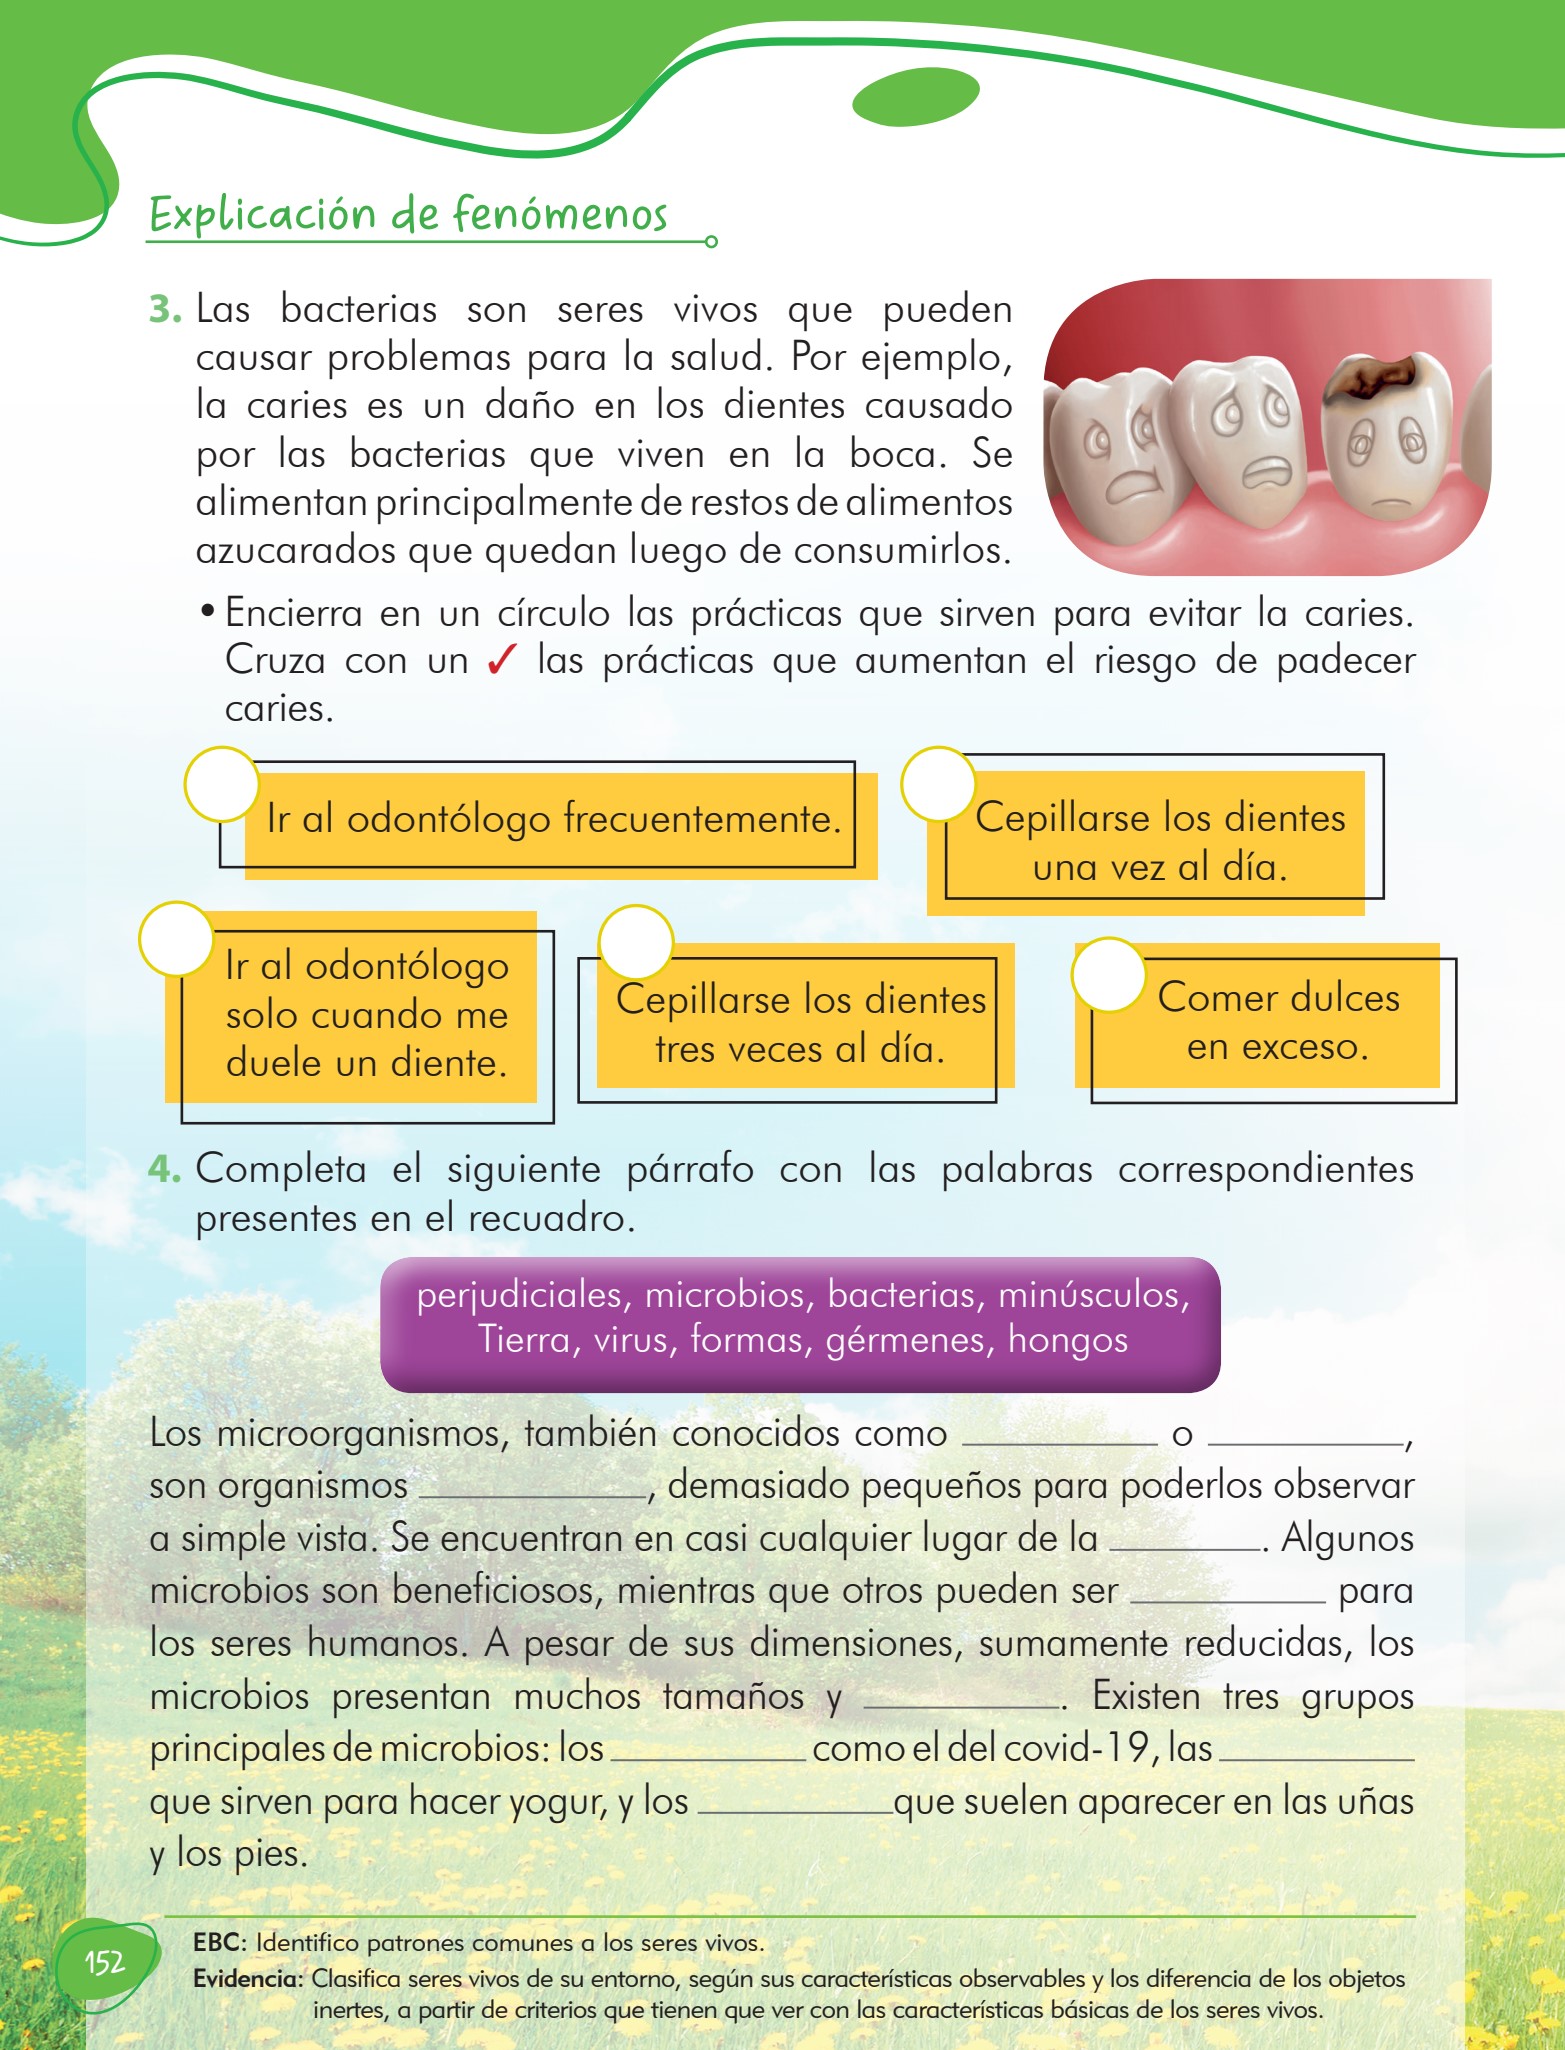 Explicación de fenómenos
3. Las bacterias son seres vivos que pueden
causar problemas para la salud. Por ejemplo,
la caries es un daño en los dientes causado
por las bacterias que viven en la boca. Se
alimentan principalmente de restos de alimentos
azucarados que quedan luego de consumirlos.
• Encierra en un círculo las prácticas que sirven para evitar la caries.
Cruza con un ✓ las prácticas que aumentan el riesgo de padecer
caries.
Ir al odontólogo frecuentemente.
Cepillarse los dientes
una vez al día.
Ir al odontólogo
solo cuando me
duele un diente.
Cepillarse los dientes
tres veces al día.
Comer dulces
en exceso.
4. Completa el siguiente párrafo con las palabras correspondientes
presentes en el recuadro.
perjudiciales, microbios, bacterias, minúsculos,
Tierra, virus, formas, gérmenes, hongos
Los microorganismos, también conocidos como __________ o __________,
son organismos __________, demasiado pequeños para poderlos observar
a simple vista. Se encuentran en casi cualquier lugar de la __________. Algunos
microbios son beneficiosos, mientras que otros pueden ser __________ para
los seres humanos. A pesar de sus dimensiones, sumamente reducidas, los
microbios presentan muchos tamaños y __________. Existen tres grupos
principales de microbios: los __________ como el del covid-19, las __________
que sirven para hacer yogur, y los __________que suelen aparecer en las uñas
y los pies.
EBC: Identifico patrones comunes a los seres vivos.
Evidencia: Clasifica seres vivos de su entorno, según sus características observables y los diferencia de los objetos
inertes, a partir de criterios que tienen que ver con las características básicas de los seres vivos.
152